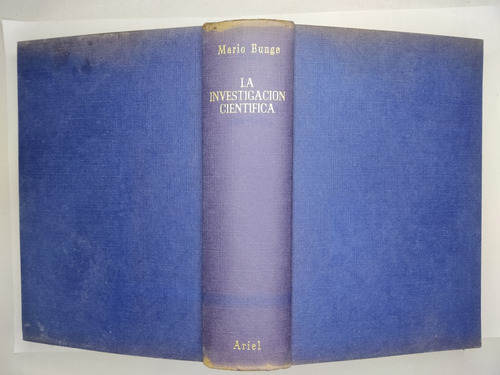 Mario Bunge
LA
INVESTIGACION
CIENTIFICA
Ariel